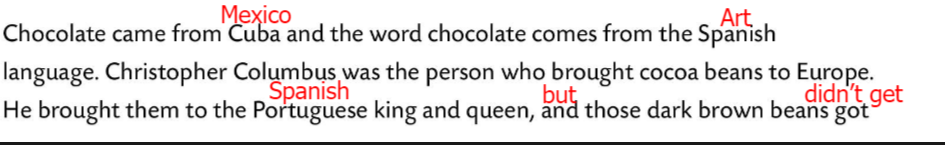 Mexico Art
Chocolate came from Cuba and the word chocolate comes from the Spanish
language. Christopher Columbus was the person who brought cocoa beans to Europe.
Spanish but didn't get
He brought them to the Portuguese king and queen, and those dark brown beans got